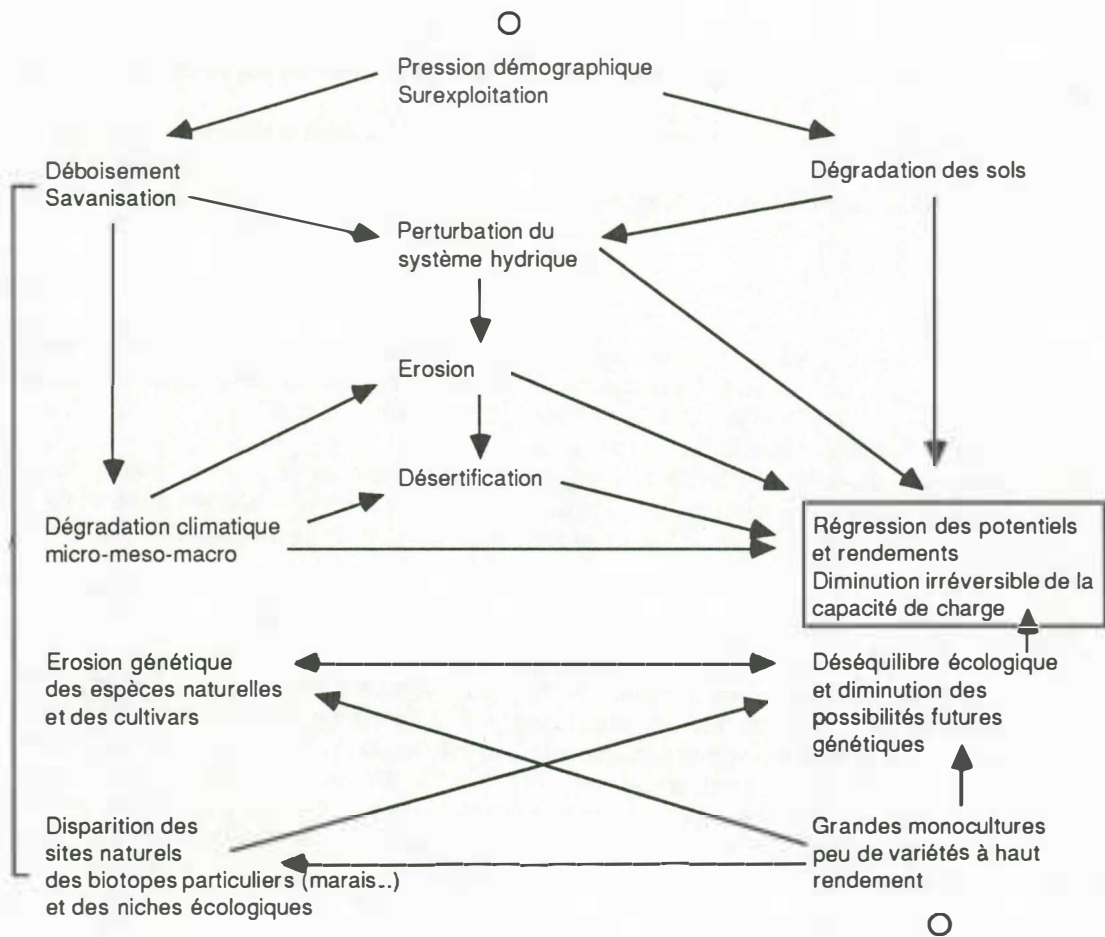 Pression démographique
Surexploitation
Déboisement
Savanisation
Dégradation des sols
Perturbation du
système hydrique
Erosion
Désertification
Dégradation climatique
micro-meso-macro
Régression des potentiels
et rendements
Diminution irréversible de la
capacité de charge
Erosion génétique
des espèces naturelles
et des cultivars
Déséquilibre écologique
et diminution des
possibilités futures
génétiques
Disparition des
sites naturels
des biotopes particuliers (marais..)
et des niches écologiques
Grandes monocultures
peu de variétés à haut
rendement